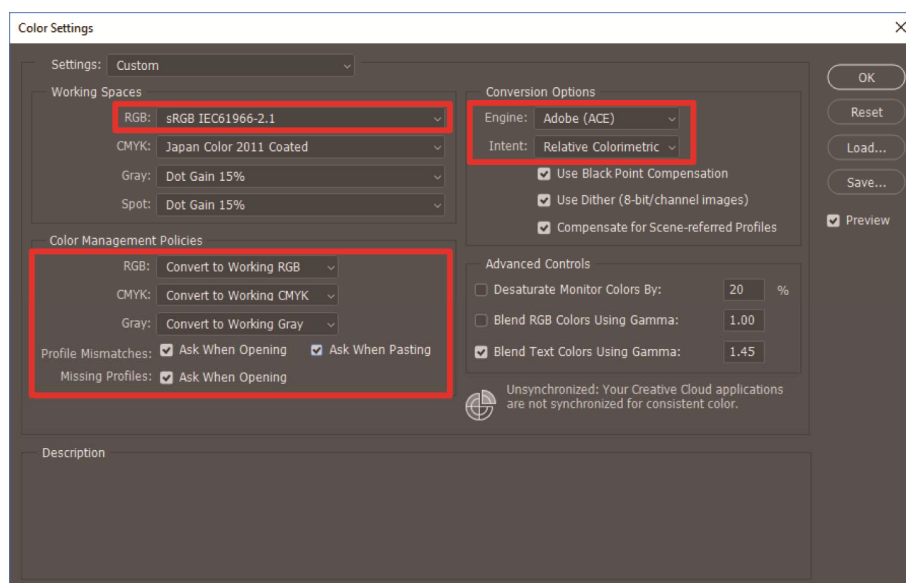 Color Settings
Settings: Custom
Working Spaces
RGB: sRGB IEC61966-2.1
CMYK: Japan Color 2011 Coated
Gray: Dot Gain 15%
Spot: Dot Gain 15%
Color Management Policies
RGB: Convert to Working RGB
CMYK: Convert to Working CMYK
Gray: Convert to Working Gray
Profile Mismatches: Ask When Opening Ask When Pasting
Missing Profiles: Ask When Opening
Conversion Options
Engine: Adobe (ACE)
Intent: Relative Colorimetric
Use Black Point Compensation
Use Dither (8-bit/channel images)
Compensate for Scene-referred Profiles
Advanced Controls
Desaturate Monitor Colors By: 20 %
Blend RGB Colors Using Gamma: 1.00
Blend Text Colors Using Gamma: 1.45
Unsynchronized: Your Creative Cloud applications
are not synchronized for consistent color.
OK
Reset
Load...
Save...
Preview
Description